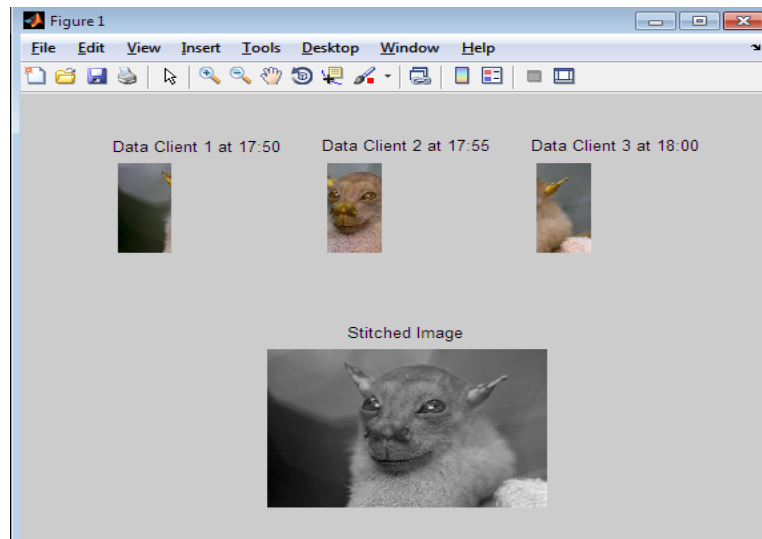 Figure 1
File Edit View Insert Tools Desktop Window Help
Data Client 1 at 17:50 Data Client 2 at 17:55 Data Client 3 at 18:00
Stitched Image